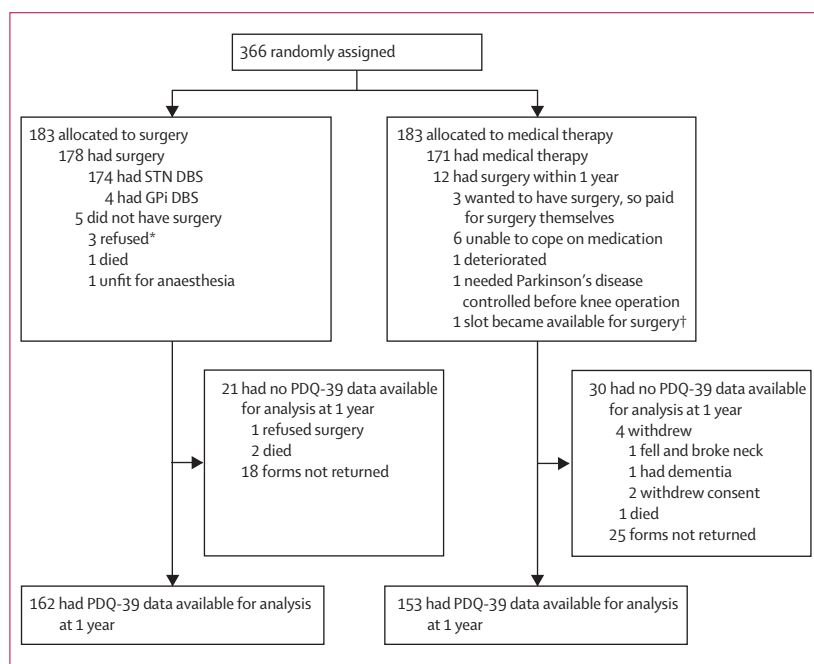 366 randomly assigned
183 allocated to surgery
178 had surgery
174 had STN DBS
4 had GPi DBS
5 did not have surgery
3 refused*
1 died
1 unfit for anaesthesia
183 allocated to medical therapy
171 had medical therapy
12 had surgery within 1 year
3 wanted to have surgery, so paid
for surgery themselves
6 unable to cope on medication
1 deteriorated
1 needed Parkinson's disease
controlled before knee operation
1 slot became available for surgery†
21 had no PDQ-39 data available
for analysis at 1 year
1 refused surgery
2 died
18 forms not returned
30 had no PDQ-39 data available
for analysis at 1 year
4 withdrew
1 fell and broke neck
1 had dementia
2 withdrew consent
1 died
25 forms not returned
162 had PDQ-39 data available for analysis
at 1 year
153 had PDQ-39 data available for analysis
at 1 year